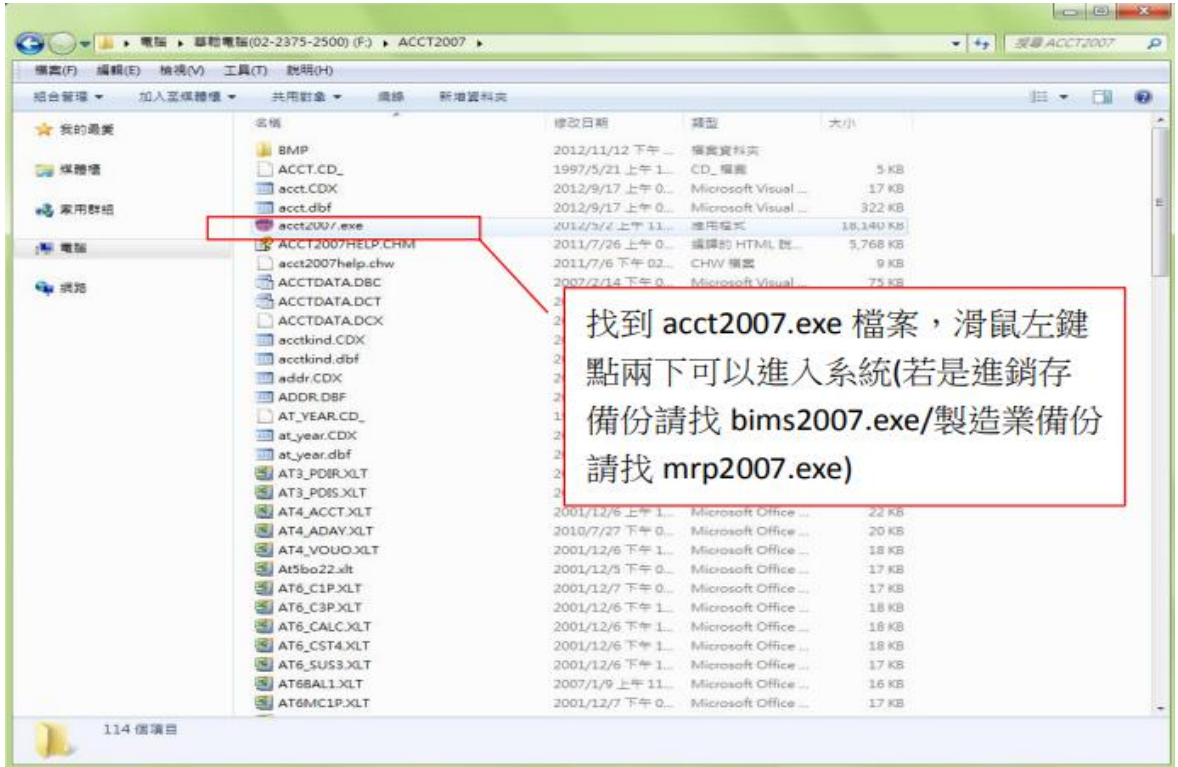 電腦 ▸ 華乾電腦(02-2375-2500) (F:) ▸ ACCT2007 ▸
搜尋 ACCT2007
檔案(F) 編輯(E) 檢視(V) 工具(T) 說明(H)
組合管理 加入至媒體櫃 共用對象 燒錄 新增資料夾
我的最愛
媒體櫃
家用群組
電腦
網路
名稱 修改日期 類型 大小
BMP 2012/11/12 下午 ... 檔案資料夾
ACCT.CD_ 1997/5/21 上午 1... CD_ 檔案 5 KB
acct.CDX 2012/9/17 上午 0... Microsoft Visual ... 17 KB
acct.dbf 2012/9/17 上午 0... Microsoft Visual ... 322 KB
acct2007.exe 2012/5/2 上午 11... 應用程式 18,140 KB
ACCT2007HELP.CHM 2011/7/26 上午 0... 編譯的 HTML 說... 5,768 KB
acct2007help.chw 2011/7/6 下午 02... CHW 檔案 9 KB
ACCTDATA.DBC 2007/2/14 下午 0... Microsoft Visual ... 75 KB
ACCTDATA.DCT
ACCTDATA.DCX
acctkind.CDX
acctkind.dbf
addr.CDX
ADDR.DBF
AT_YEAR.CD_
at_year.CDX
at_year.dbf
AT3_PDIR.XLT
AT3_PDIS.XLT
AT4_ACCT.XLT 2001/12/6 上午 1... Microsoft Office ... 22 KB
AT4_ADAY.XLT 2010/7/27 下午 0... Microsoft Office ... 20 KB
AT4_VOUO.XLT 2001/12/6 下午 1... Microsoft Office ... 18 KB
At5bo22.xlt 2001/12/5 下午 0... Microsoft Office ... 17 KB
AT6_C1P.XLT 2001/12/7 下午 0... Microsoft Office ... 17 KB
AT6_C3P.XLT 2001/12/6 下午 1... Microsoft Office ... 18 KB
AT6_CALC.XLT 2001/12/6 下午 1... Microsoft Office ... 18 KB
AT6_CST4.XLT 2001/12/6 下午 1... Microsoft Office ... 18 KB
AT6_SUS3.XLT 2001/12/6 下午 1... Microsoft Office ... 17 KB
AT6BAL1.XLT 2007/1/9 上午 11... Microsoft Office ... 16 KB
AT6MC1P.XLT 2001/12/7 下午 0... Microsoft Office ... 17 KB
找到 acct2007.exe 檔案，滑鼠左鍵
點兩下可以進入系統(若是進銷存
備份請找 bims2007.exe/製造業備份
請找 mrp2007.exe)
114 個項目